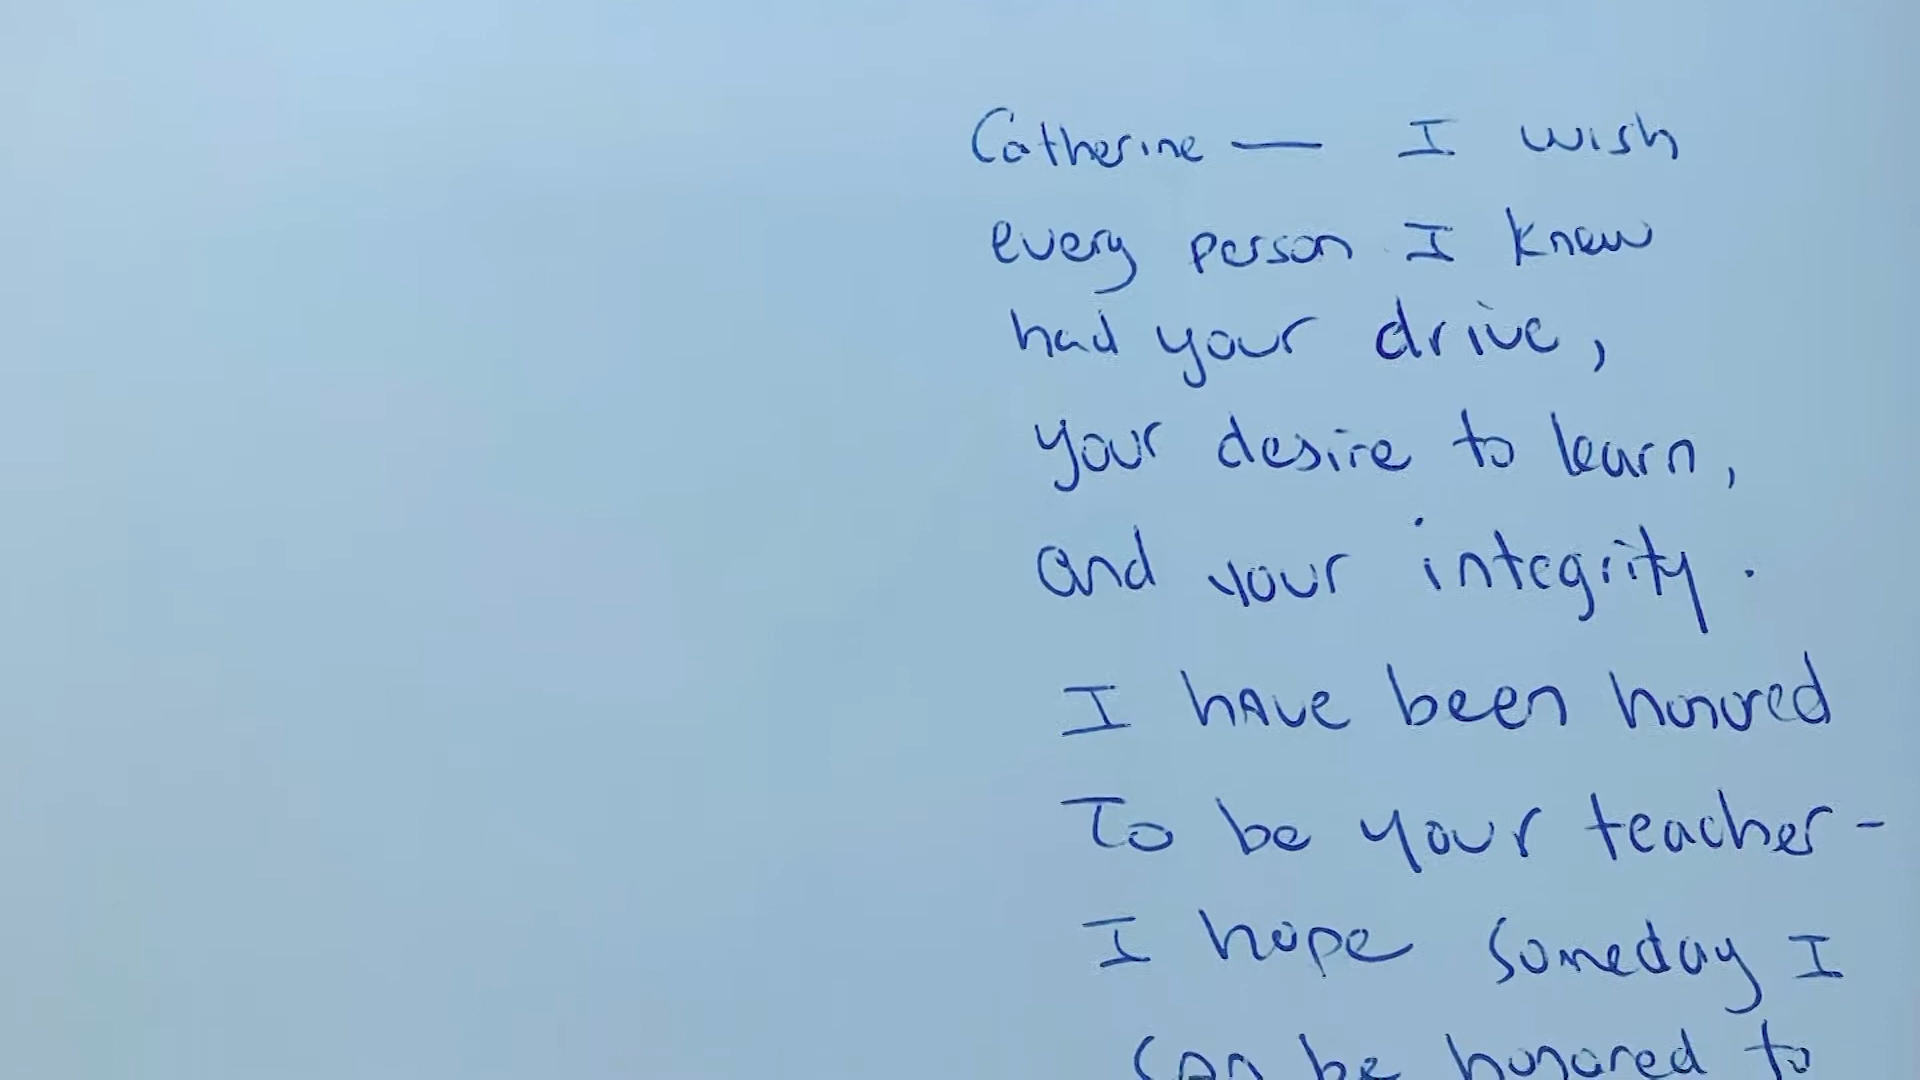 Catherine — I wish
every person I knew
had your drive,
your desire to learn,
and your integrity.
I have been honored
To be your teacher -
I hope someday I
can be honored to